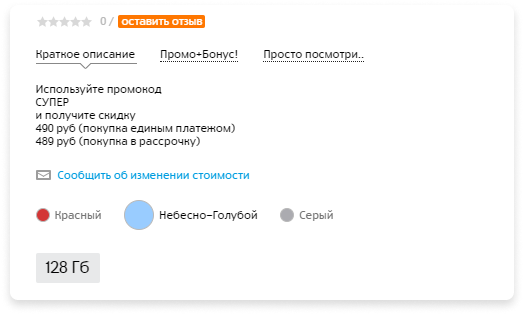 0 / оставить отзыв
Краткое описание Промо+Бонус! Просто посмотри..
Используйте промокод
СУПЕР
и получите скидку
490 руб (покупка единым платежом)
489 руб (покупка в рассрочку)
Сообщить об изменении стоимости
Красный Небесно-Голубой Серый
128 Гб